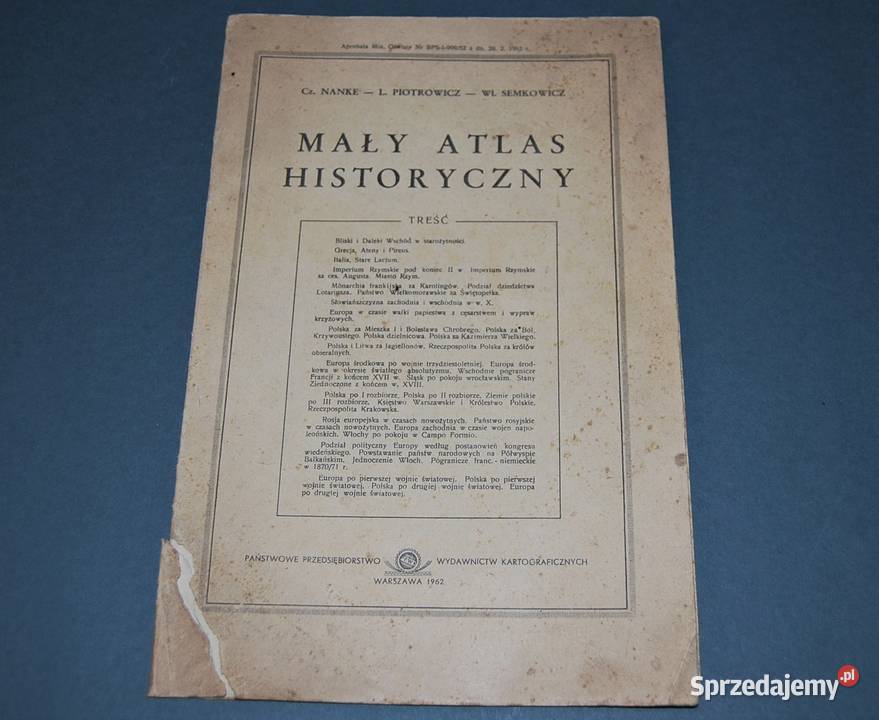 Aprobata Min. Oświaty Nr
Cz. NANKE — L. PIOTROWICZ — Wł. SEMKOWICZ
MAŁY ATLAS
HISTORYCZNY
TREŚĆ
Bliski i Daleki Wschód w starożytności.
Grecja, Ateny i Pireus.
Italia, Stare Lacjum.
Imperium Rzymskie pod koniec II w Imperium Rzymskie
za ces. Augusta. Miasto Rzym.
Monarchia frankijska za Karolingów. Podział dziedzictwa
Lotariusza. Państwo Wielkomorawskie za Świętopełka.
Słowiańszczyzna zachodnia i wschodnia w w. X.
Europa w czasie walki papiestwa z cesarstwem i wypraw
krzyżowych.
Polska za Mieszka I i Bolesława Chrobrego. Polska za Bol.
Krzywoustego. Polska dzielnicowa. Polska za Kazimierza Wielkiego.
Polska i Litwa za Jagiellonów, Rzeczpospolita Polska za królów
obieralnych.
Europa środkowa po wojnie trzydziestoletniej. Europa środ-
kowa w okresie światłego absolutyzmu. Wschodnie pogranicze
Francji z końcem XVII w. Śląsk po pokoju wrocławskim. Stany
Zjednoczone z końcem w. XVIII.
Polska po I rozbiorze, Polska po II rozbiorze, Ziemie polskie
po III rozbiorze, Księstwo Warszawskie i Królestwo Polskie,
Rzeczpospolita Krakowska.
Rosja europejska w czasach nowożytnych. Państwo rosyjskie
w czasach nowożytnych. Europa zachodnia w czasie wojen napo-
leońskich. Włochy po pokoju w Campo Formio.
Podział polityczny Europy według postanowień kongresu
wiedeńskiego. Powstawanie państw narodowych na Półwyspie
Bałkańskim. Jednoczenie Włoch. Pogranicze franc.-niemieckie
w 1870/71 r.
Europa po pierwszej wojnie światowej. Polska po pierwszej
wojnie światowej. Polska po drugiej wojnie światowej. Europa
po drugiej wojnie światowej.
PAŃSTWOWE PRZEDSIĘBIORSTWO WYDAWNICTW KARTOGRAFICZNYCH
WARSZAWA 1962
Sprzedajemy.pl